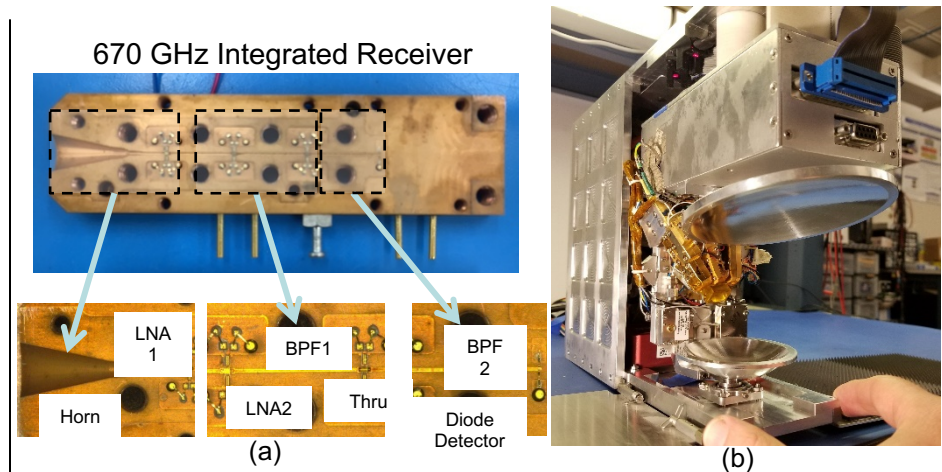 670 GHz Integrated Receiver
LNA
1
Horn
BPF1
LNA2
Thru
BPF
2
Diode
Detector
(a)
(b)